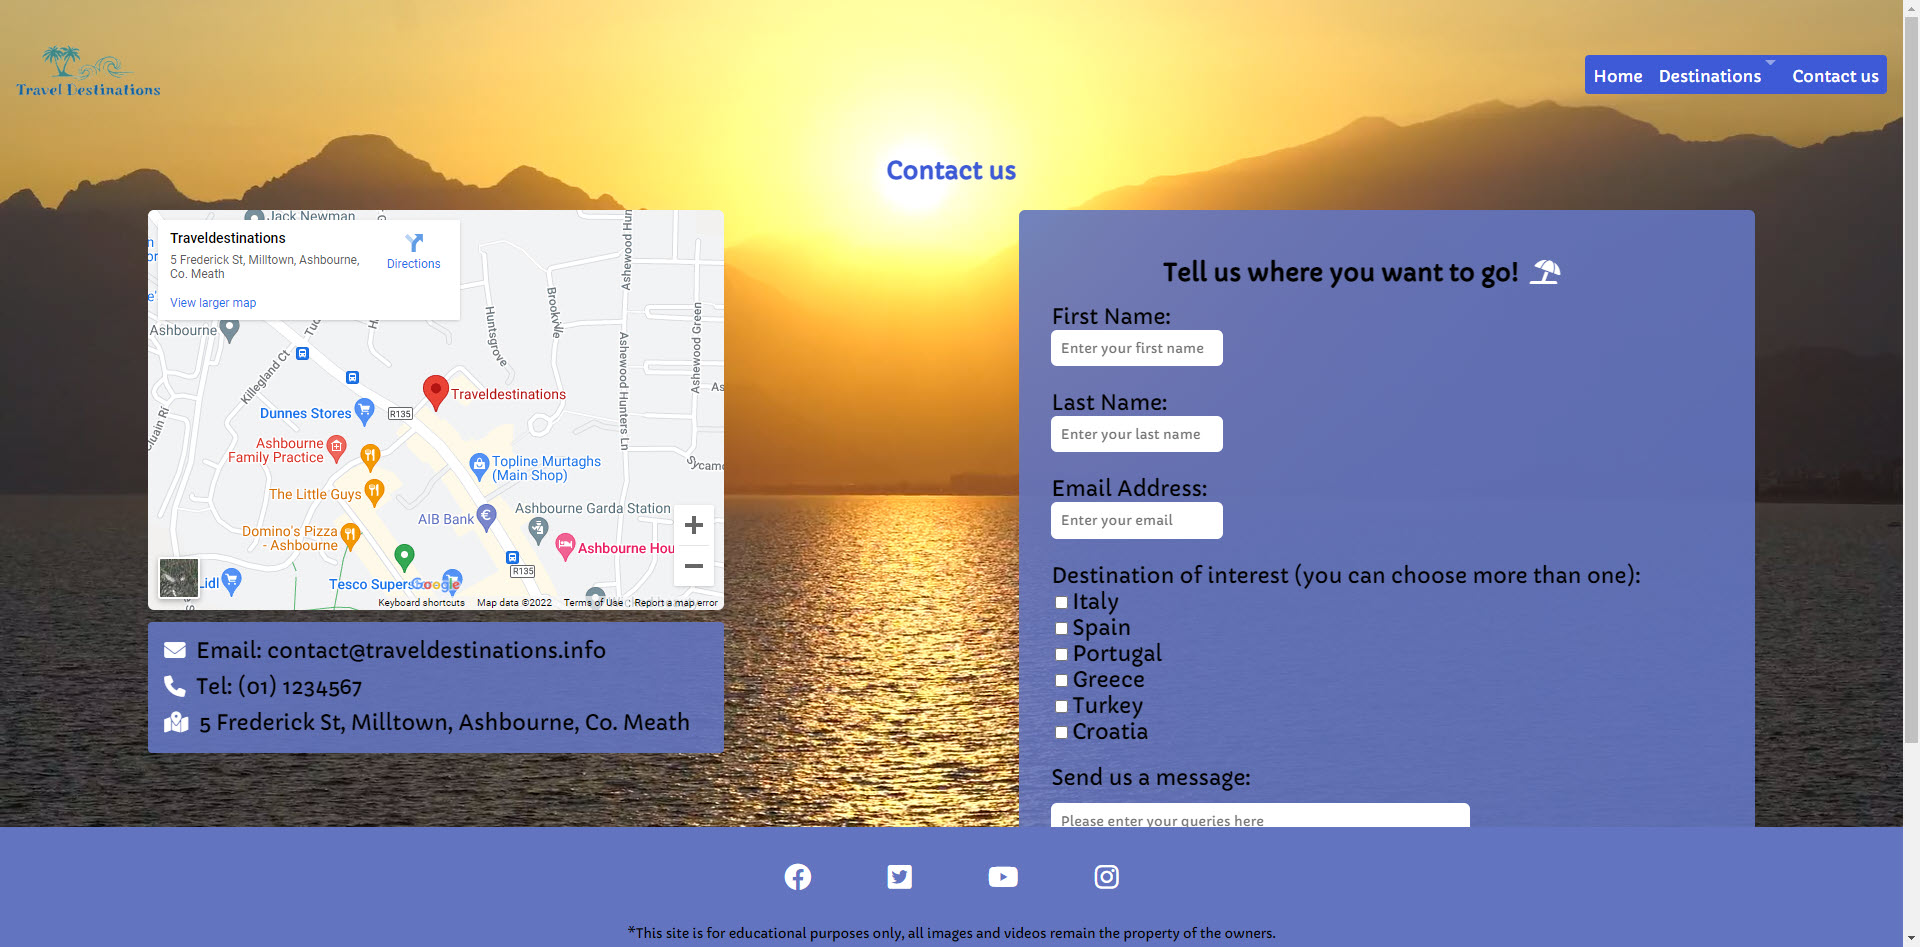 Travel Destinations
Home
Destinations
Contact us
Contact us
Jack Newman
Traveldestinations
5 Frederick St, Milltown, Ashbourne,
Co. Meath
Directions
View larger map
Ashbourne
Killegland Ct
Huntsgrove
Brookville
Ashewood Hun
Ashewood Green
Ashewood Hunters Ln
Cluain Ri
R135
Traveldestinations
Dunnes Stores
Ashbourne
Family Practice
The Little Guys
Domino's Pizza
- Ashbourne
Topline Murtaghs
(Main Shop)
AIB Bank
Ashbourne Garda Station
Ashbourne Hou
R135
Lidl
Tesco Supers
Google
Keyboard shortcuts
Map data ©2022
Terms of Use
Report a map error
Email: contact@traveldestinations.info
Tel: (01) 1234567
5 Frederick St, Milltown, Ashbourne, Co. Meath
Tell us where you want to go!
First Name:
Enter your first name
Last Name:
Enter your last name
Email Address:
Enter your email
Destination of interest (you can choose more than one):
Italy
Spain
Portugal
Greece
Turkey
Croatia
Send us a message:
Please enter your queries here
*This site is for educational purposes only, all images and videos remain the property of the owners.